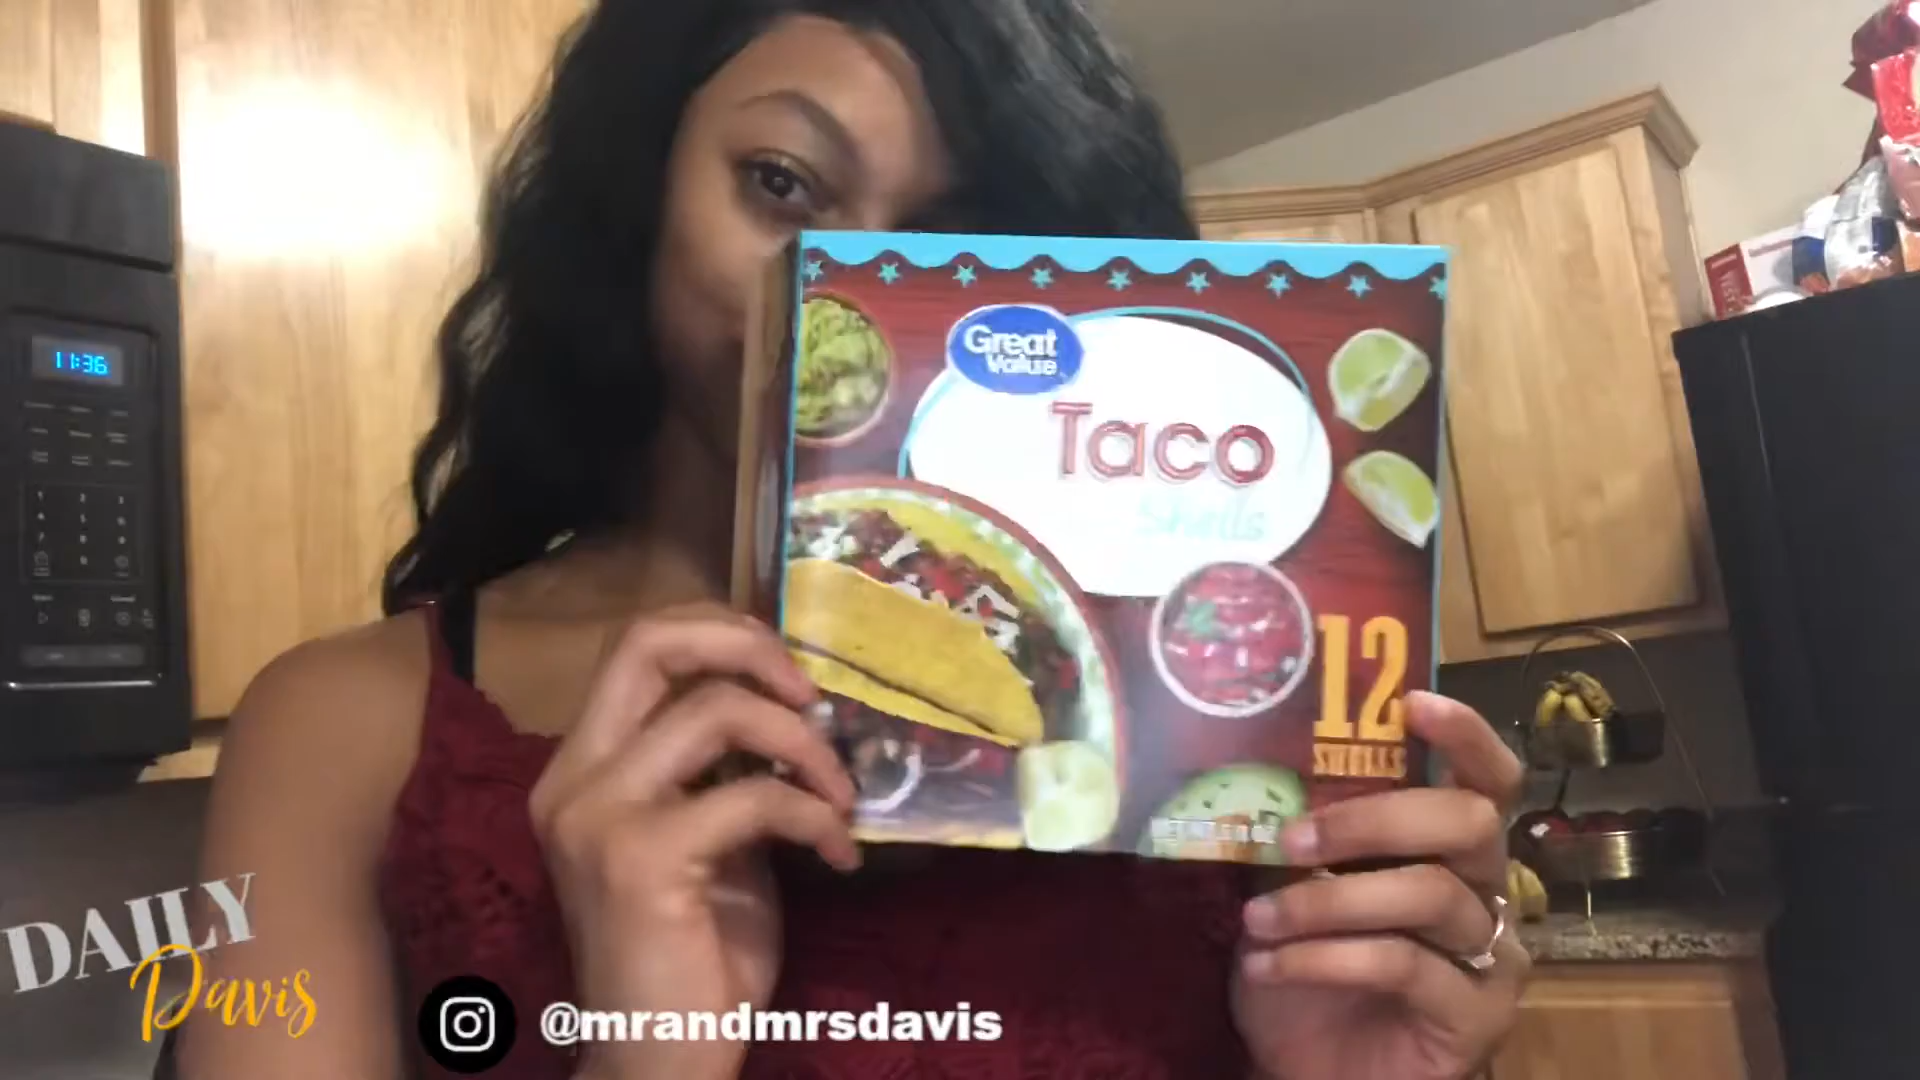 11:36
Great
Value
Taco
Shells
12
SHELLS
DAILY
Davis
@mrandmrsdavis